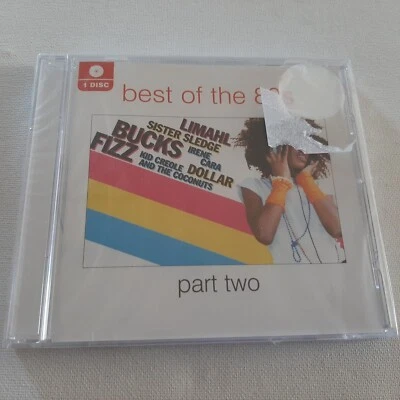 1 DISC
best of the 80s
LIMAHL
SISTER SLEDGE
BUCKS
FIZZ
IRENE
CARA
KID CREOLE
AND THE COCONUTS
DOLLAR
part two